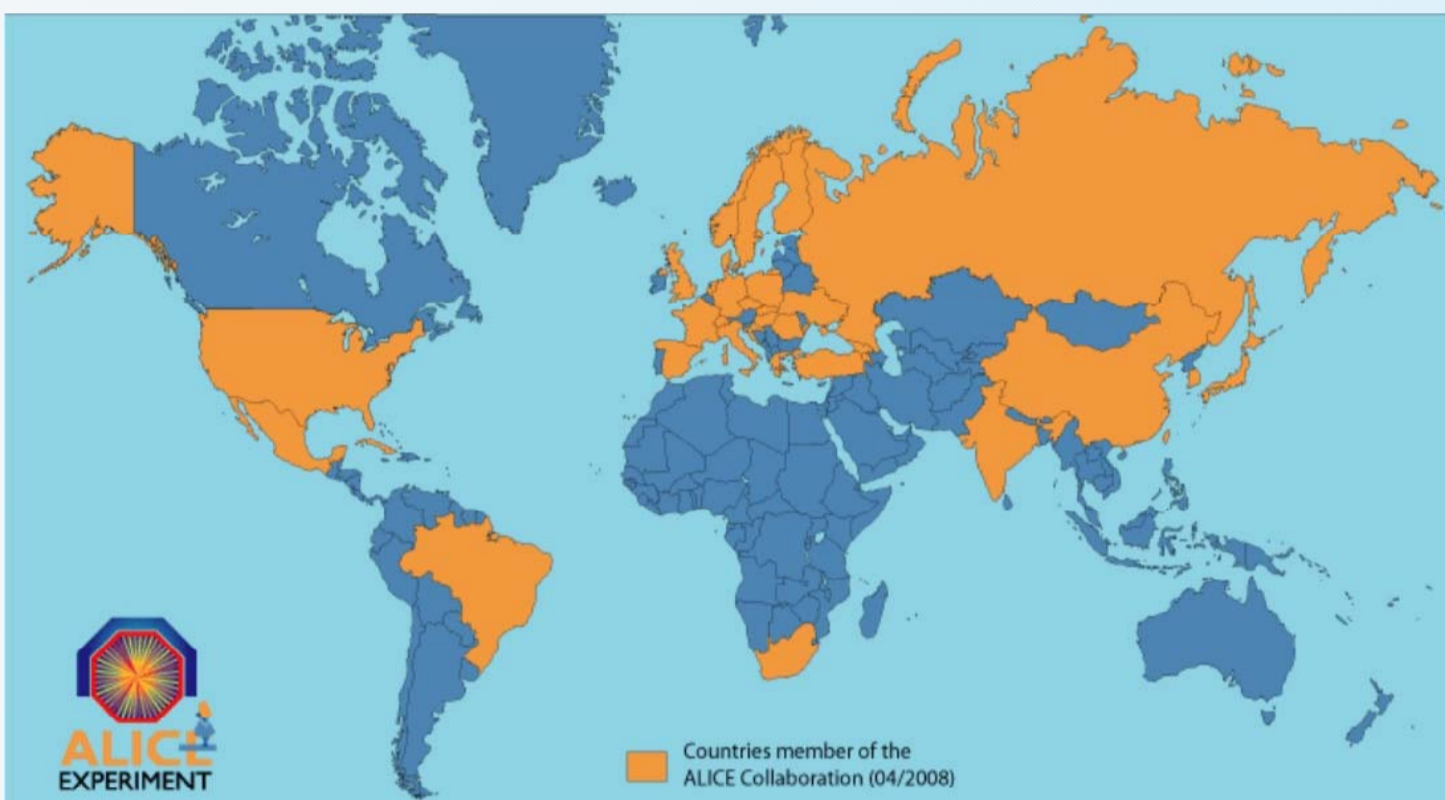 ALICE
EXPERIMENT
Countries member of the
ALICE Collaboration (04/2008)